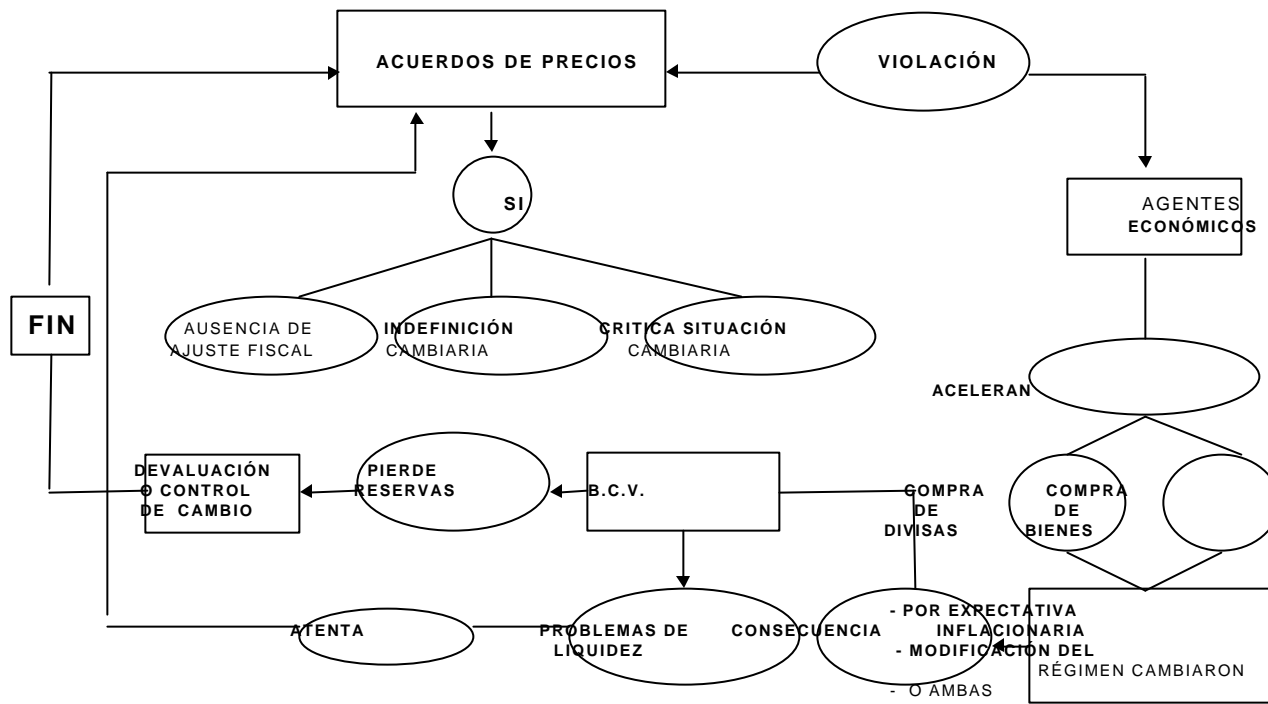 ACUERDOS DE PRECIOS
VIOLACIÓN
SI
AGENTES
ECONÓMICOS
FIN
AUSENCIA DE
AJUSTE FISCAL
INDEFINICIÓN
CAMBIARIA
CRITICA SITUACIÓN
CAMBIARIA
ACELERAN
DEVALUACIÓN
O CONTROL
DE CAMBIO
PIERDE
RESERVAS
B.C.V.
COMPRA
DE
DIVISAS
COMPRA
DE
BIENES
ATENTA
PROBLEMAS DE
LIQUIDEZ
CONSECUENCIA
- POR EXPECTATIVA
INFLACIONARIA
- MODIFICACIÓN DEL
RÉGIMEN CAMBIARON
- O AMBAS